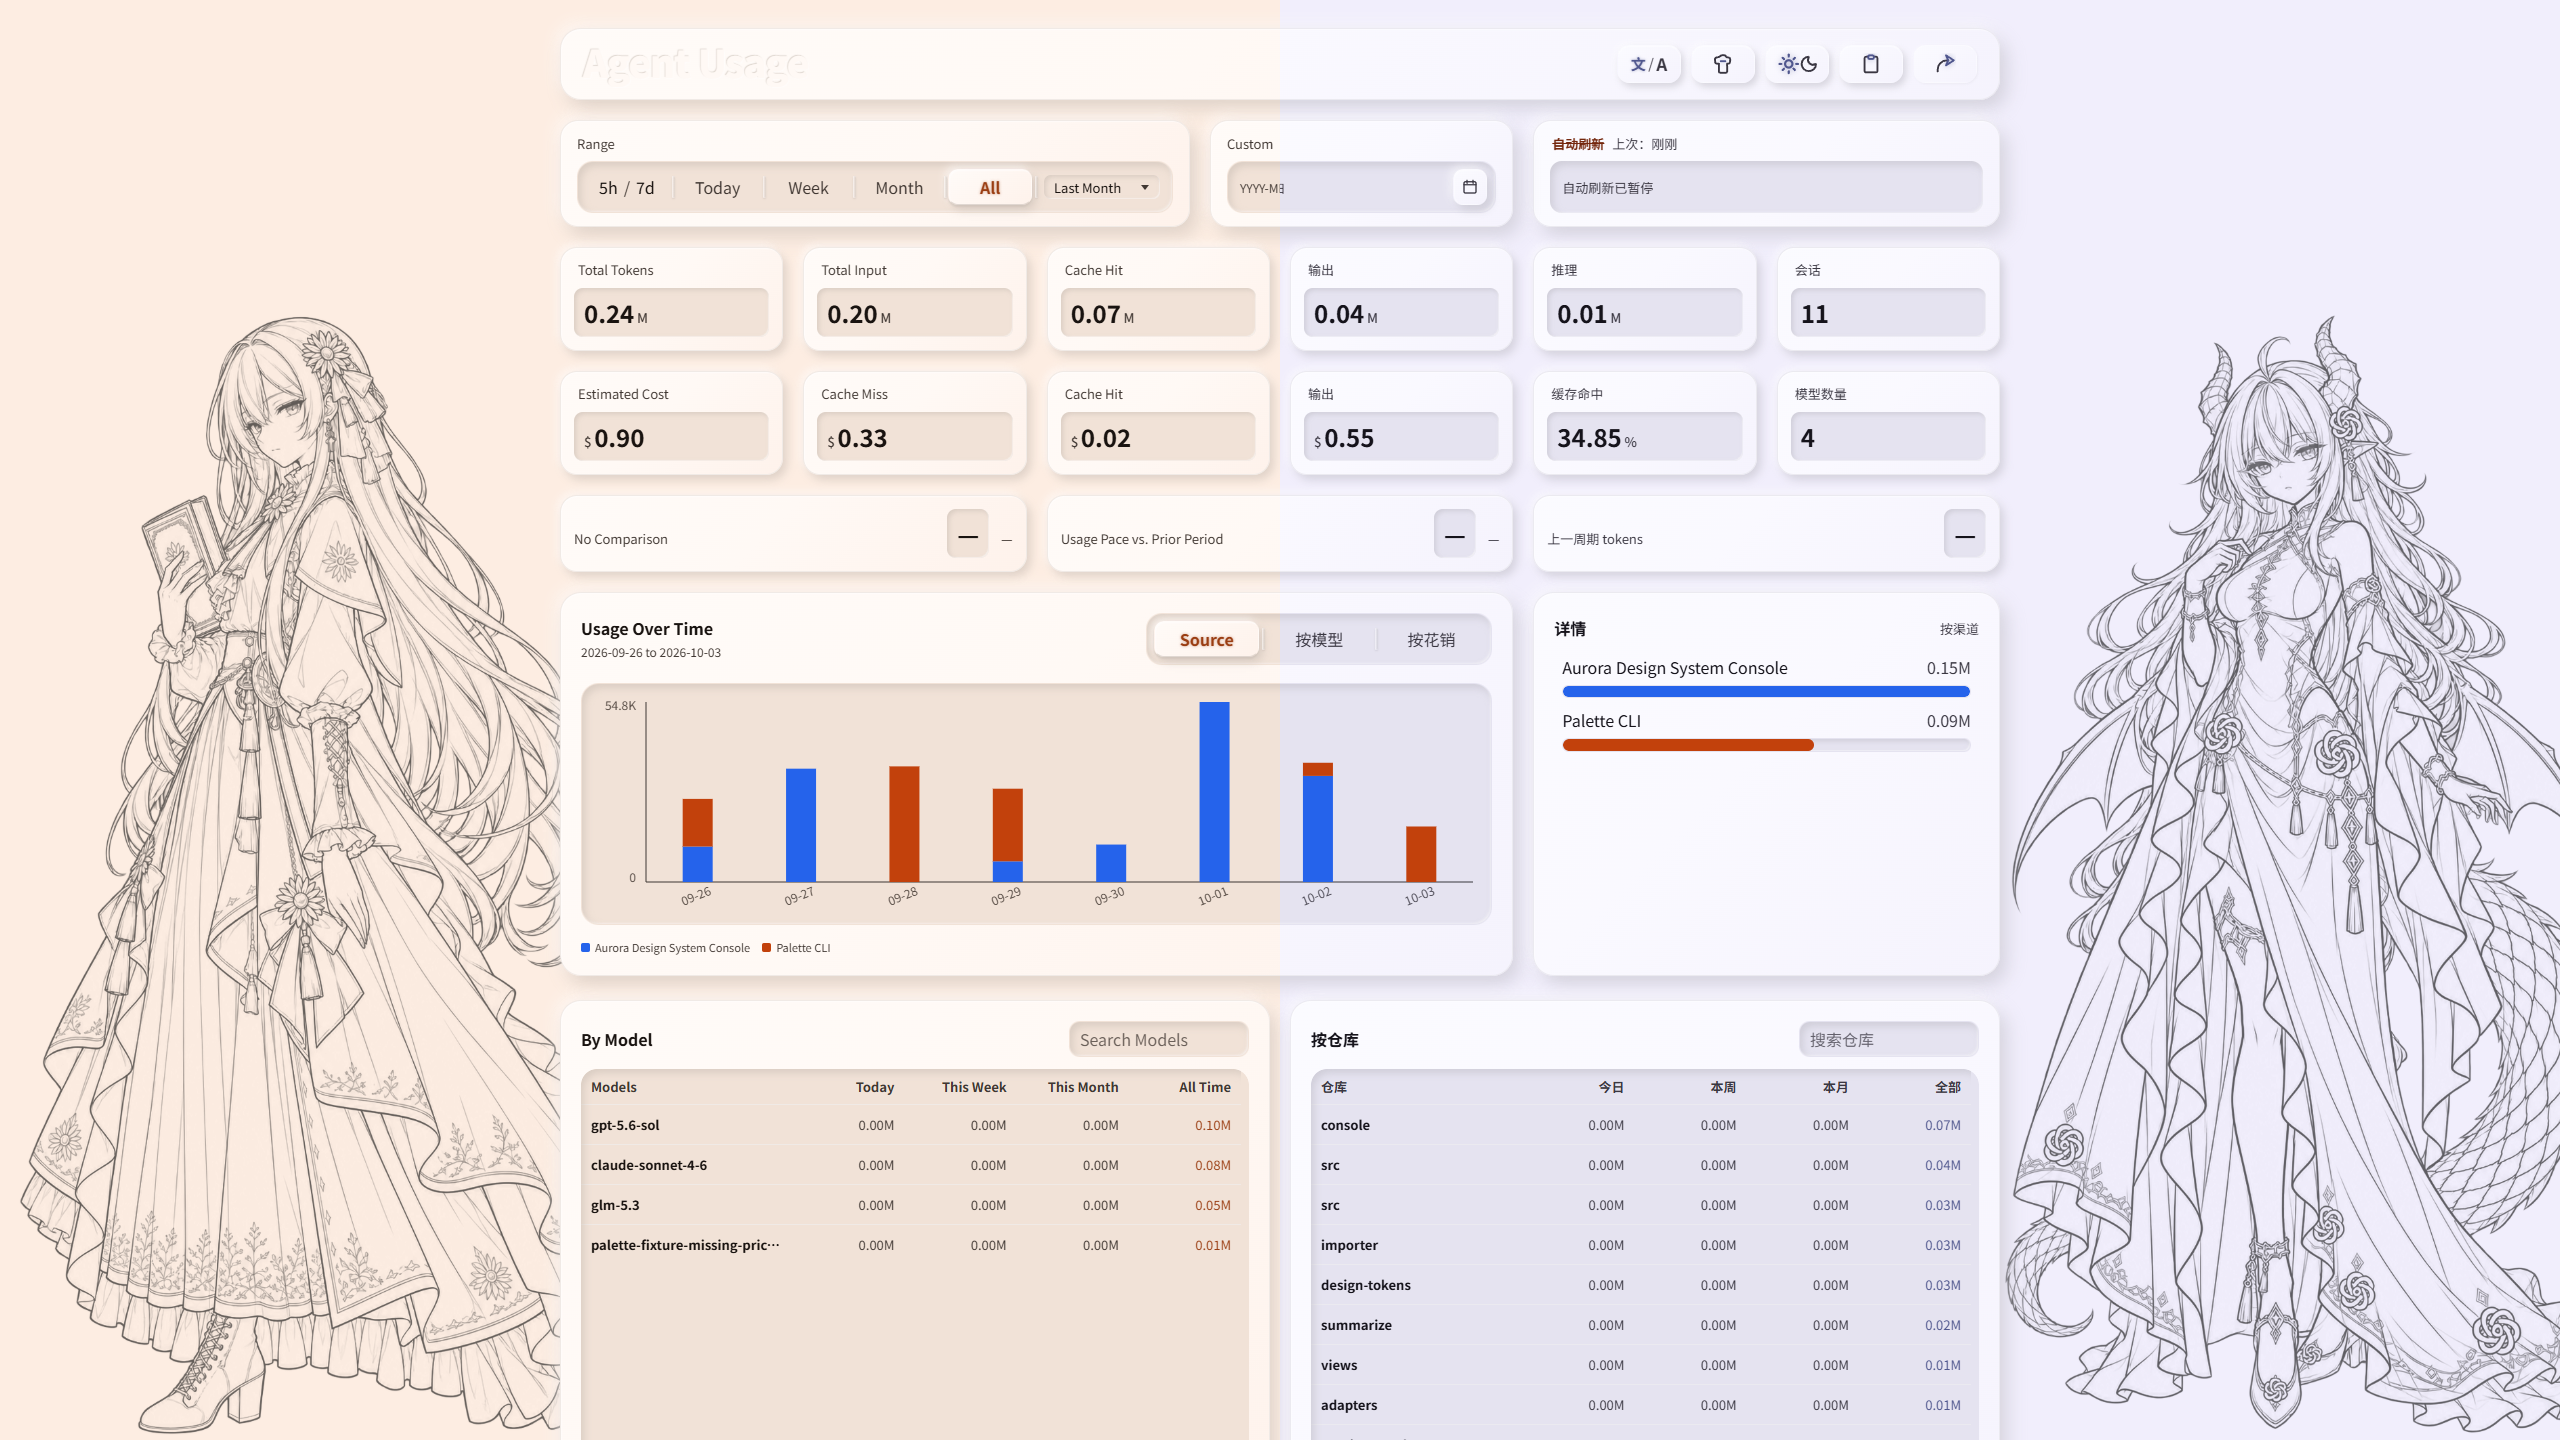 Agent Usage
文/A
Range
5h / 7d
Today
Week
Month
All
Last Month
Custom
YYYY-M
自动刷新 上次：刚刚
自动刷新已暂停
Total Tokens
0.24 M
Total Input
0.20 M
Cache Hit
0.07 M
输出
0.04 M
推理
0.01 M
会话
11
Estimated Cost
$ 0.90
Cache Miss
$ 0.33
Cache Hit
$ 0.02
输出
$ 0.55
缓存命中
34.85 %
模型数量
4
No Comparison
— —
Usage Pace vs. Prior Period
— —
上一周期 tokens
—
Usage Over Time
2026-09-26 to 2026-10-03
Source
按模型
按花销
54.8K
0
09-26
09-27
09-28
09-29
09-30
10-01
10-02
10-03
Aurora Design System Console
Palette CLI
详情
按渠道
Aurora Design System Console 0.15M
Palette CLI 0.09M
By Model
Search Models
Models Today This Week This Month All Time
gpt-5.6-sol 0.00M 0.00M 0.00M 0.10M
claude-sonnet-4-6 0.00M 0.00M 0.00M 0.08M
glm-5.3 0.00M 0.00M 0.00M 0.05M
palette-fixture-missing-pric… 0.00M 0.00M 0.00M 0.01M
按仓库
搜索仓库
仓库 今日 本周 本月 全部
console 0.00M 0.00M 0.00M 0.07M
src 0.00M 0.00M 0.00M 0.04M
src 0.00M 0.00M 0.00M 0.03M
importer 0.00M 0.00M 0.00M 0.03M
design-tokens 0.00M 0.00M 0.00M 0.03M
summarize 0.00M 0.00M 0.00M 0.02M
views 0.00M 0.00M 0.00M 0.01M
adapters 0.00M 0.00M 0.00M 0.01M